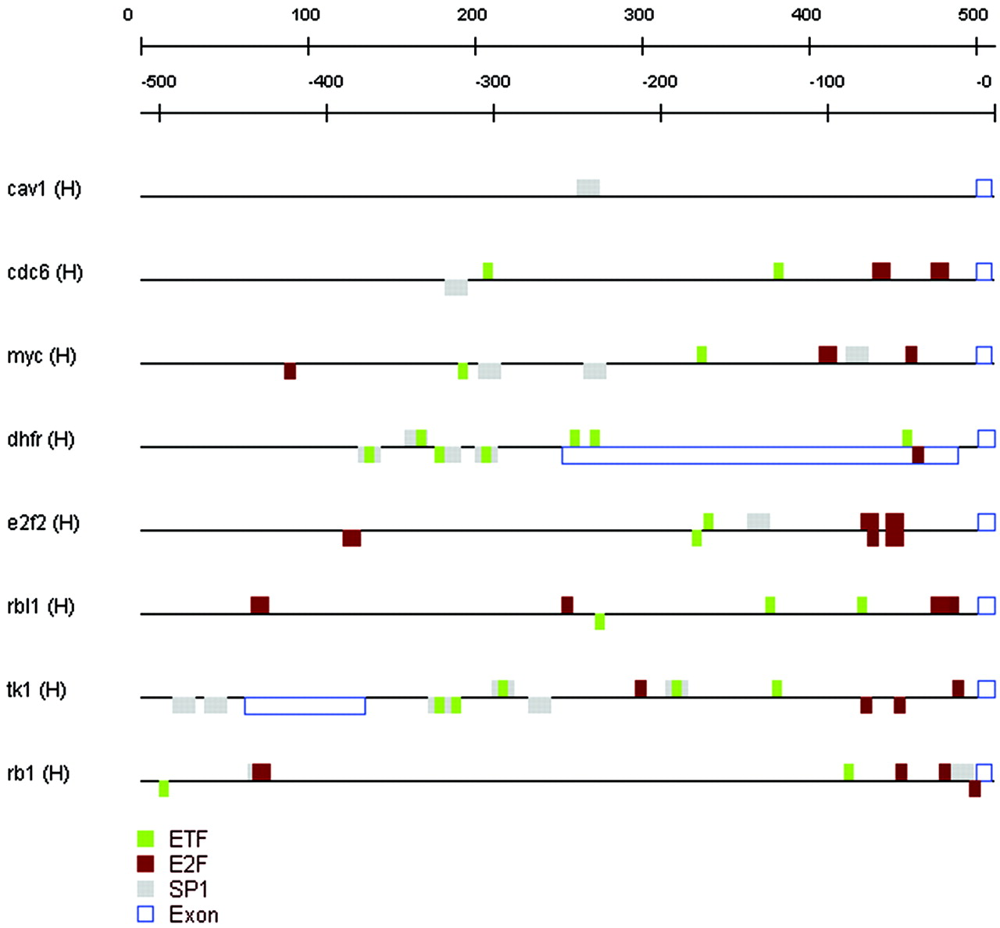 0 100 200 300 400 500
-500 -400 -300 -200 -100 -0
cav1 (H)
cdc6 (H)
myc (H)
dhfr (H)
e2f2 (H)
rbl1 (H)
tk1 (H)
rb1 (H)
ETF
E2F
SP1
Exon